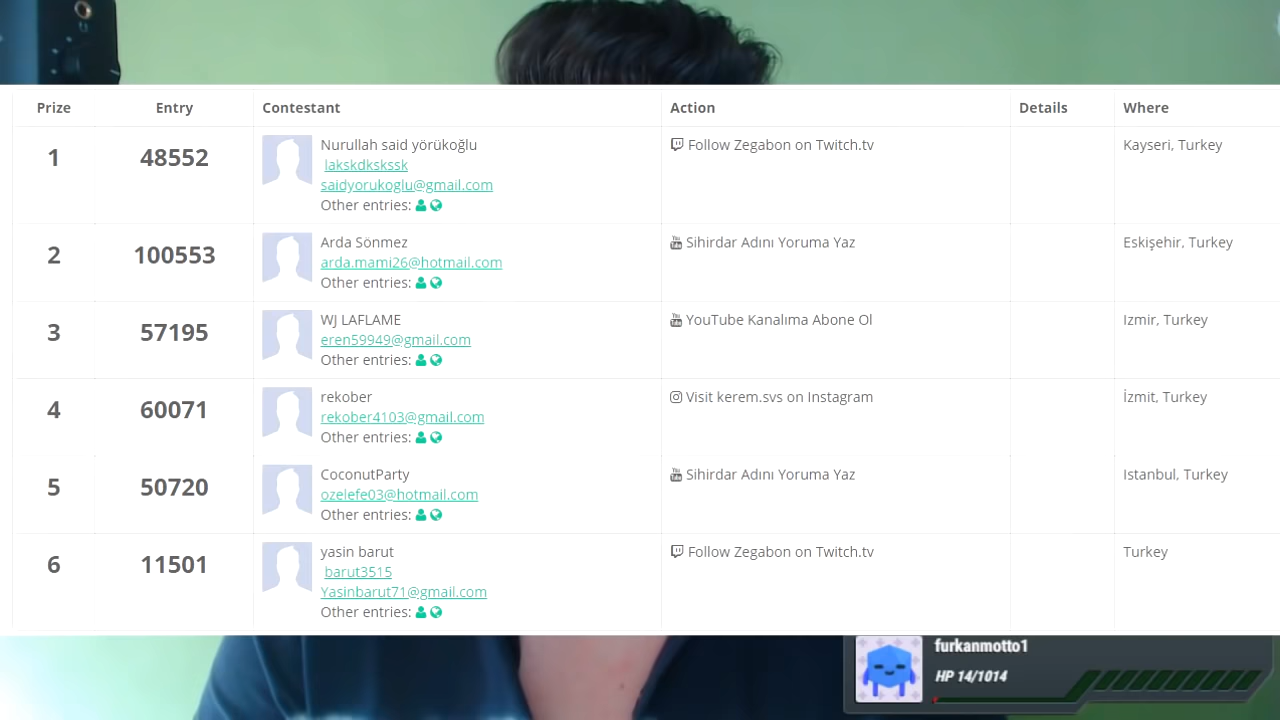 Prize Entry Contestant Action Details Where
1 48552 Nurullah said yörükoğlu Follow Zegabon on Twitch.tv Kayseri, Turkey
lakskdkskssk
saidyorukoglu@gmail.com
Other entries:
2 100553 Arda Sönmez Sihirdar Adını Yoruma Yaz Eskişehir, Turkey
arda.mami26@hotmail.com
Other entries:
3 57195 WJ LAFLAME YouTube Kanalıma Abone Ol Izmir, Turkey
eren59949@gmail.com
Other entries:
4 60071 rekober Visit kerem.svs on Instagram İzmit, Turkey
rekober4103@gmail.com
Other entries:
5 50720 CoconutParty Sihirdar Adını Yoruma Yaz Istanbul, Turkey
ozelefe03@hotmail.com
Other entries:
6 11501 yasin barut Follow Zegabon on Twitch.tv Turkey
barut3515
Yasinbarut71@gmail.com
Other entries:
furkanmotto1
HP 14/1014